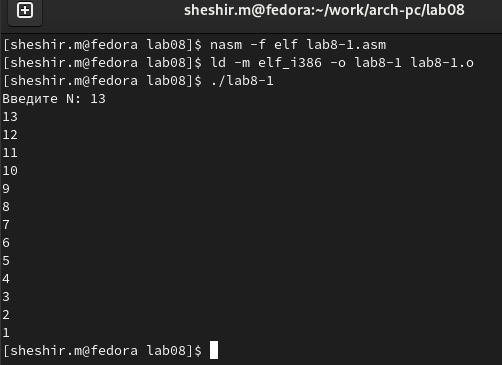 sheshir.m@fedora:~/work/arch-pc/lab08
[sheshir.m@fedora lab08]$ nasm -f elf lab8-1.asm
[sheshir.m@fedora lab08]$ ld -m elf_i386 -o lab8-1 lab8-1.o
[sheshir.m@fedora lab08]$ ./lab8-1
Введите N: 13
13
12
11
10
9
8
7
6
5
4
3
2
1
[sheshir.m@fedora lab08]$